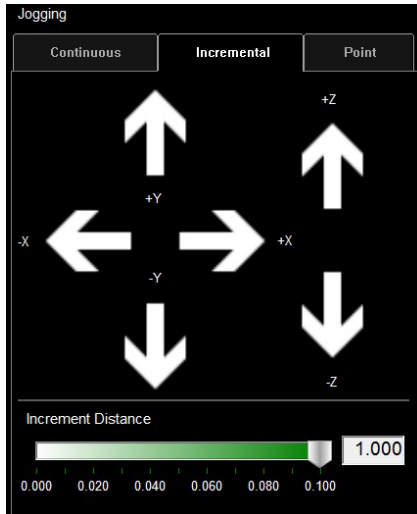 Jogging
Continuous Incremental Point
+Z
+Y
-X +X
-Y
-Z
Increment Distance
1.000
0.000 0.020 0.040 0.060 0.080 0.100